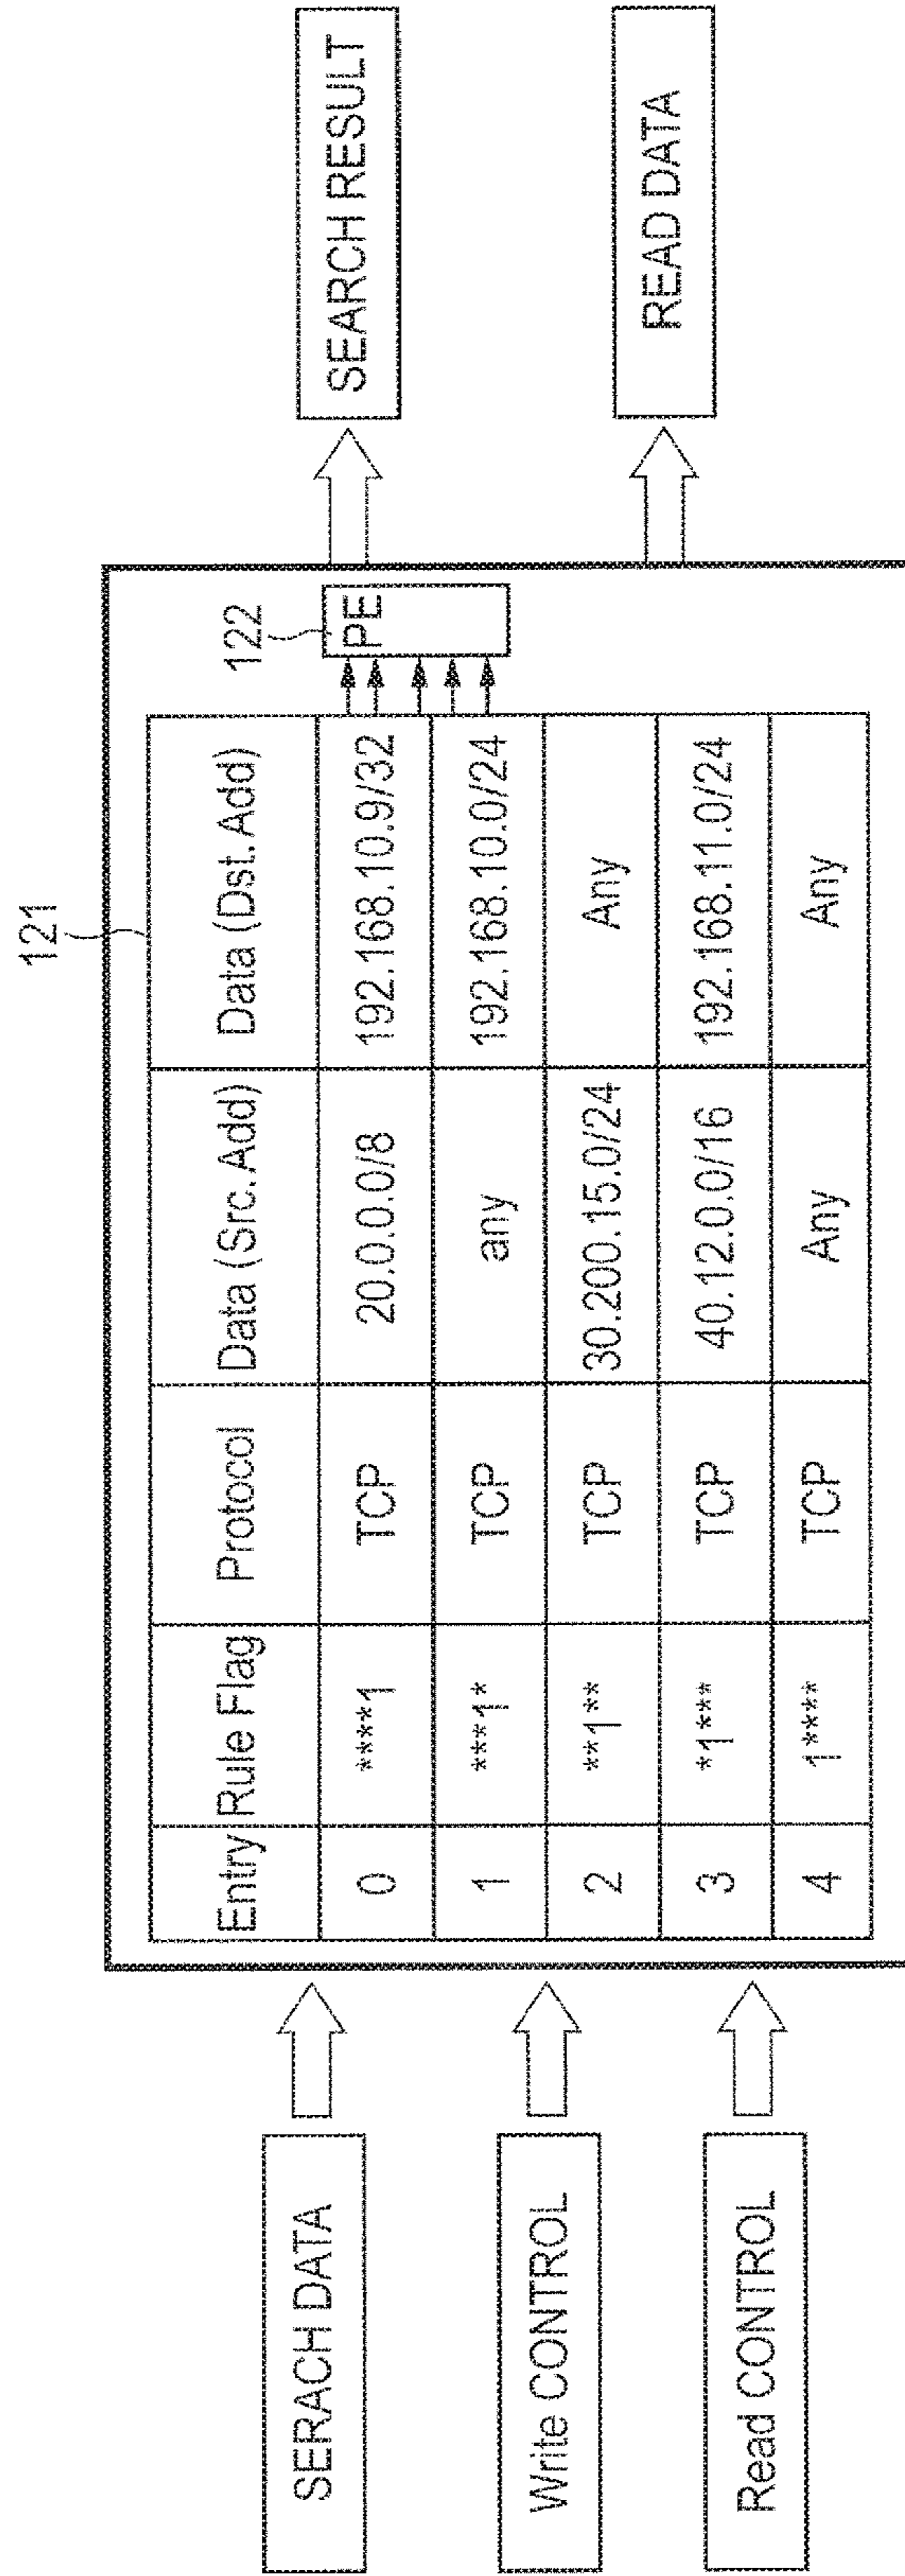 121
122
SERACH DATA
Write CONTROL
Read CONTROL
Entry Rule Flag Protocol Data (Src. Add) Data (Dst. Add)
0 ****1 TCP 20.0.0.0/8 192.168.10.9/32
1 ***1* TCP any 192.168.10.0/24
2 **1** TCP 30.200.15.0/24 Any
3 *1*** TCP 40.12.0.0/16 192.168.11.0/24
4 1**** TCP Any Any
PE
SEARCH RESULT
READ DATA